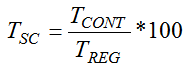 T_SC = T_CONT / T_REG *100